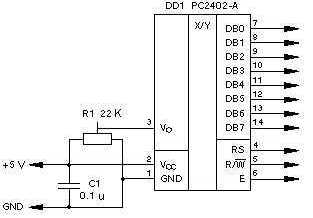 DD1 PC2402-A
X/Y
DB0 7
DB1 8
DB2 9
DB3 10
DB4 11
DB5 12
DB6 13
DB7 14
R1 22 K
3 VO
RS 4
+5 V
2 VCC
R/W 5
1 GND
E 6
C1
0.1 u
GND